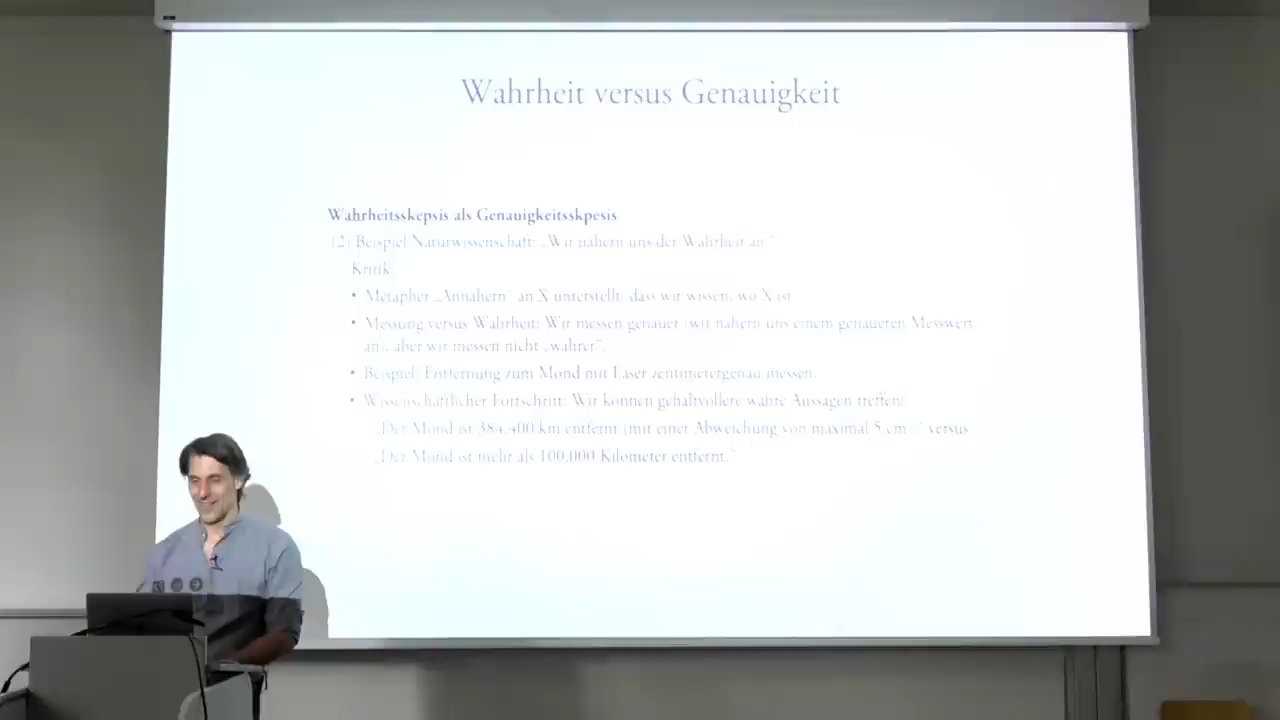 Wahrheit versus Genauigkeit
Wahrheitsskepsis als Genauigkeitsskpesis
(2) Beispiel Naturwissenschaft: „Wir nähern uns der Wahrheit an“
Kritik
• Metapher „Annähern“ an X unterstellt, dass wir wissen, wo X ist
• Messung versus Wahrheit: Wir messen genauer (wir nähern uns einem genaueren Messwert
an), aber wir messen nicht „wahrer“.
• Beispiel: Entfernung zum Mond mit Laser zentimetergenau messen.
• Wissenschaftlicher Fortschritt: Wir können gehaltvollere wahre Aussagen treffen:
„Der Mond ist 384.400 km entfernt (mit einer Abweichung von maximal 5 cm)“ versus
„Der Mond ist mehr als 100.000 Kilometer entfernt.“